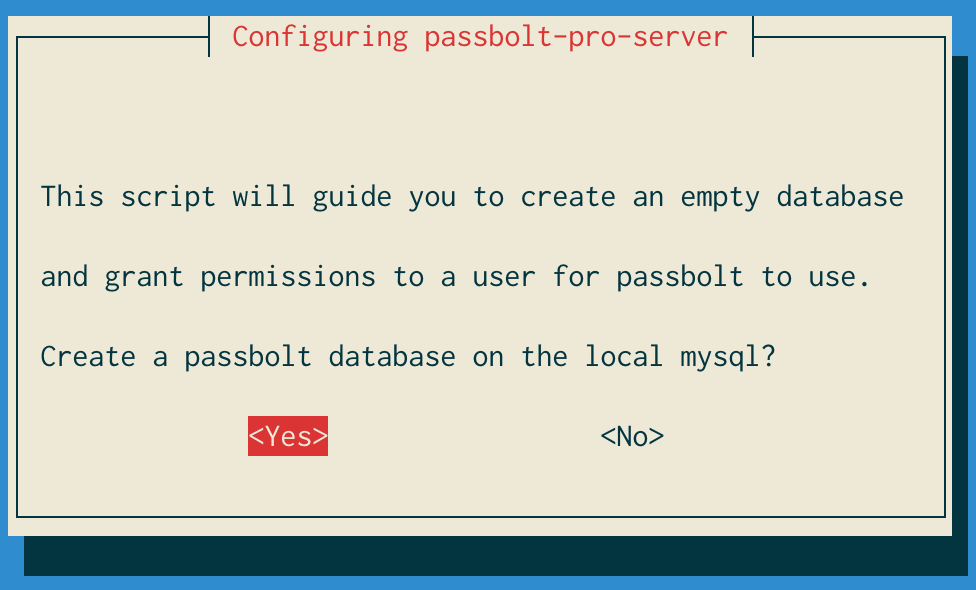 Configuring passbolt-pro-server
This script will guide you to create an empty database
and grant permissions to a user for passbolt to use.
Create a passbolt database on the local mysql?
<Yes> <No>